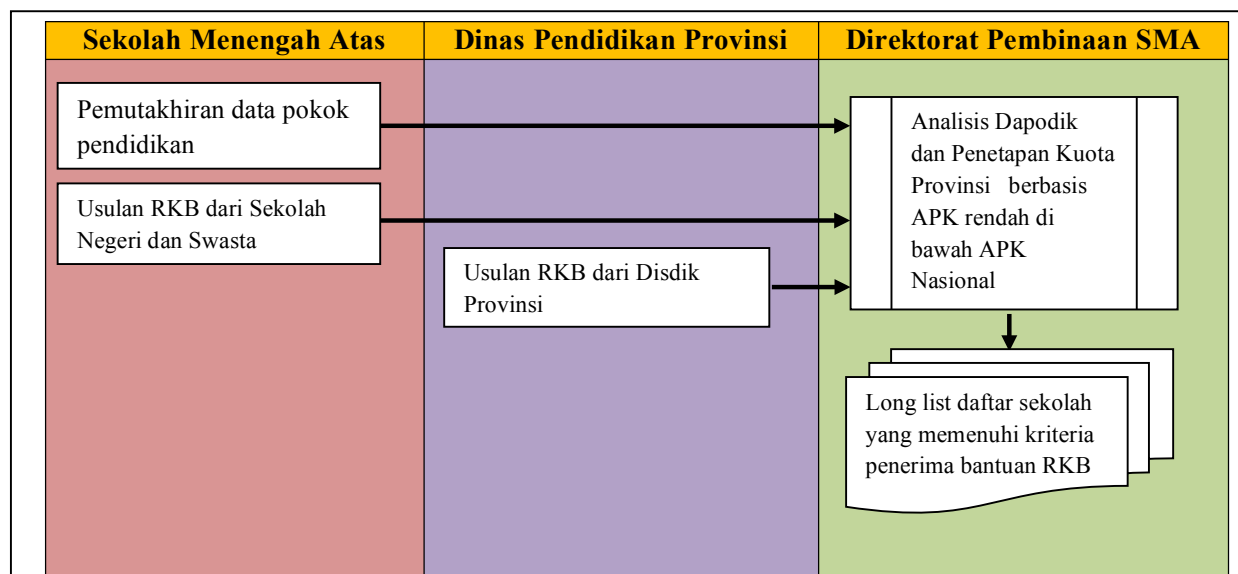 Sekolah Menengah Atas
Dinas Pendidikan Provinsi
Direktorat Pembinaan SMA
Pemutakhiran data pokok
pendidikan
Usulan RKB dari Sekolah
Negeri dan Swasta
Usulan RKB dari Disdik
Provinsi
Analisis Dapodik
dan Penetapan Kuota
Provinsi berbasis
APK rendah di
bawah APK
Nasional
Long list daftar sekolah
yang memenuhi kriteria
penerima bantuan RKB